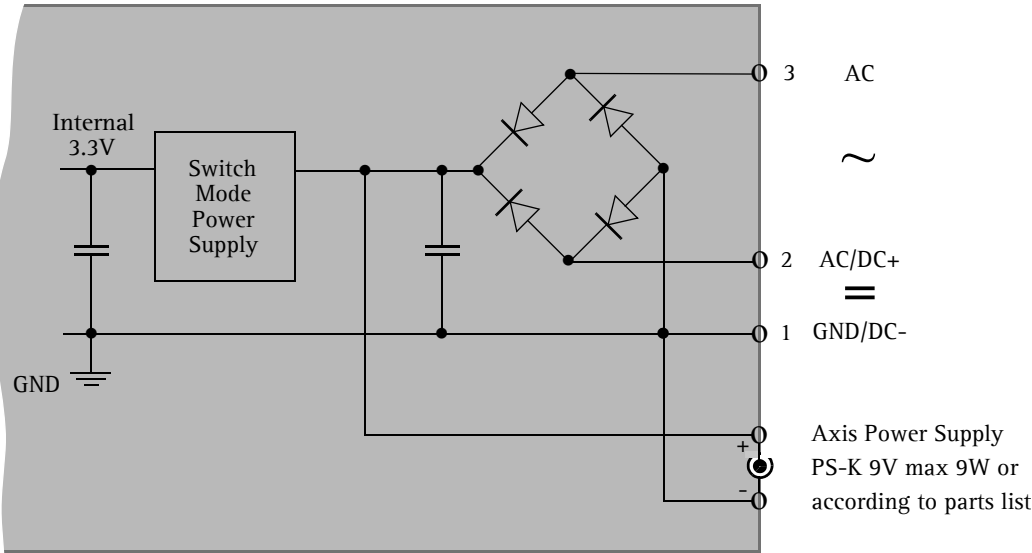 3 AC
Internal
3.3V
Switch
Mode
Power
Supply
~
2 AC/DC+
=
1 GND/DC-
GND
+
Axis Power Supply
PS-K 9V max 9W or
-
according to parts list